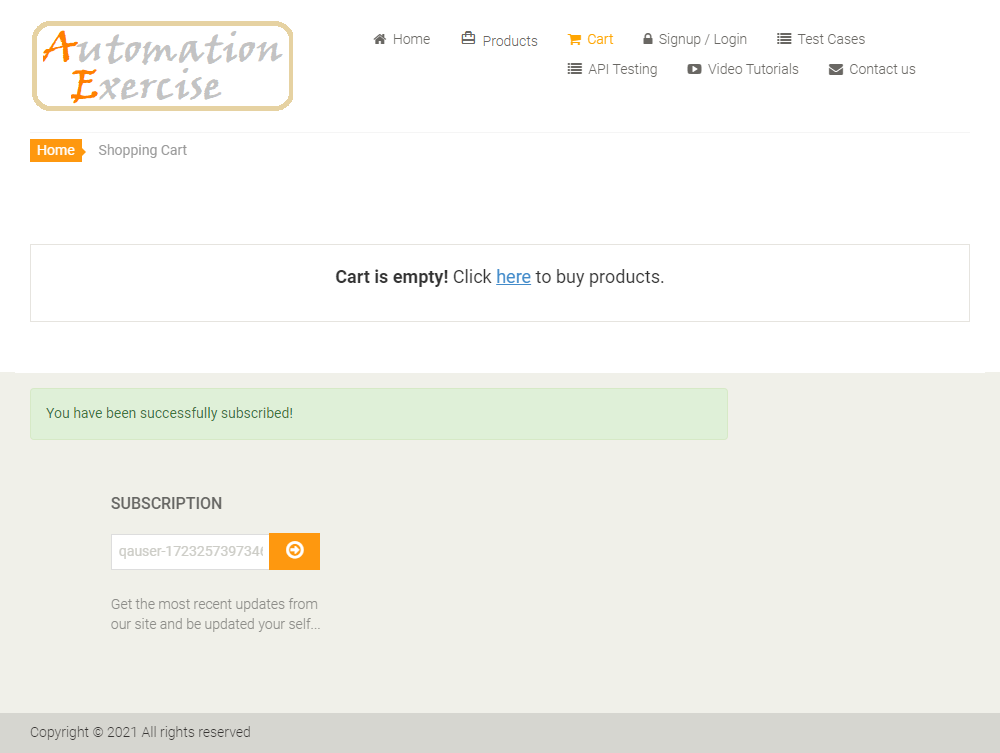 Automation
Exercise
Home
Products
Cart
Signup / Login
Test Cases
API Testing
Video Tutorials
Contact us
Home
Shopping Cart
Cart is empty! Click here to buy products.
You have been successfully subscribed!
SUBSCRIPTION
qauser-1723257397346
Get the most recent updates from
our site and be updated your self...
Copyright © 2021 All rights reserved